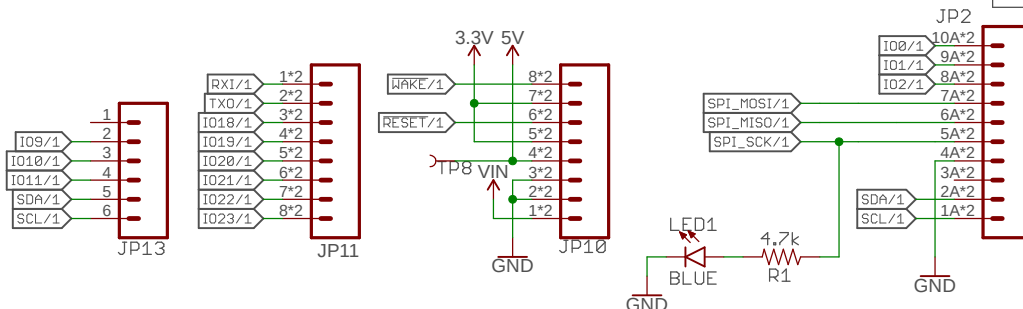 JP2
3.3V 5V
IO0/1 10A*2
IO1/1 9A*2
IO2/1 8A*2
SPI_MOSI/1 7A*2
SPI_MISO/1 6A*2
SPI_SCK/1 5A*2
4A*2
3A*2
SDA/1 2A*2
SCL/1 1A*2
GND
LED1
BLUE
4.7k
R1
GND
WAKE/1 8*2
7*2
RESET/1 6*2
5*2
TP8 4*2
VIN 3*2
2*2
1*2
JP10
GND
RXI/1 1*2
TXO/1 2*2
IO18/1 3*2
IO19/1 4*2
IO20/1 5*2
IO21/1 6*2
IO22/1 7*2
IO23/1 8*2
JP11
1
IO9/1 2
IO10/1 3
IO11/1 4
SDA/1 5
SCL/1 6
JP13